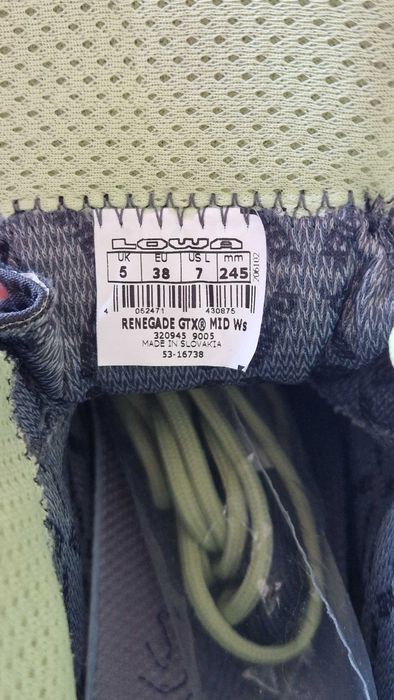 LOWA
UK EU US L mm
5 38 7 245
206102
4 052471 430875
RENEGADE GTX® MID Ws
320945 9005
MADE IN SLOVAKIA
53-16738